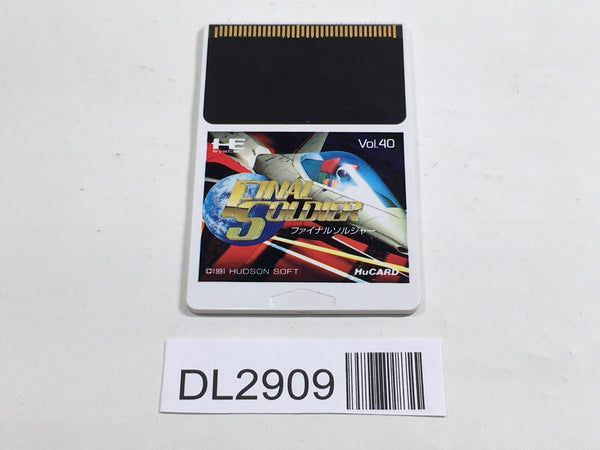 HE
SYSTEM
Vol.40
FINAL
SOLDIER
ファイナルソルジャー
©1991 HUDSON SOFT
HuCARD
DL2909